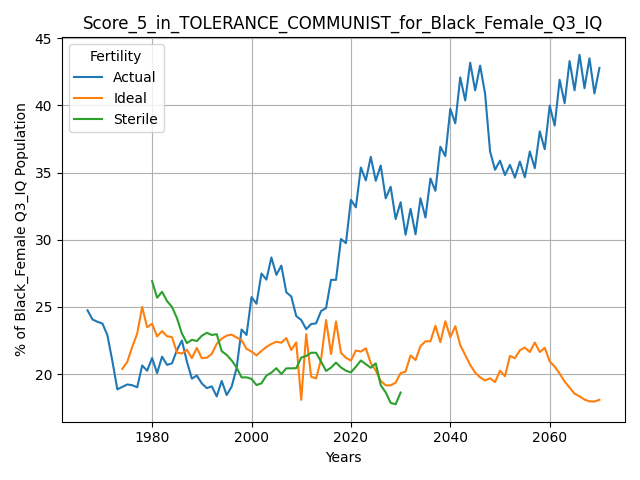 Score_5_in_TOLERANCE_COMMUNIST_for_Black_Female_Q3_IQ
Fertility
Actual
Ideal
Sterile
% of Black_Female Q3_IQ Population
45
40
35
30
25
20
1980
2000
2020
2040
2060
Years